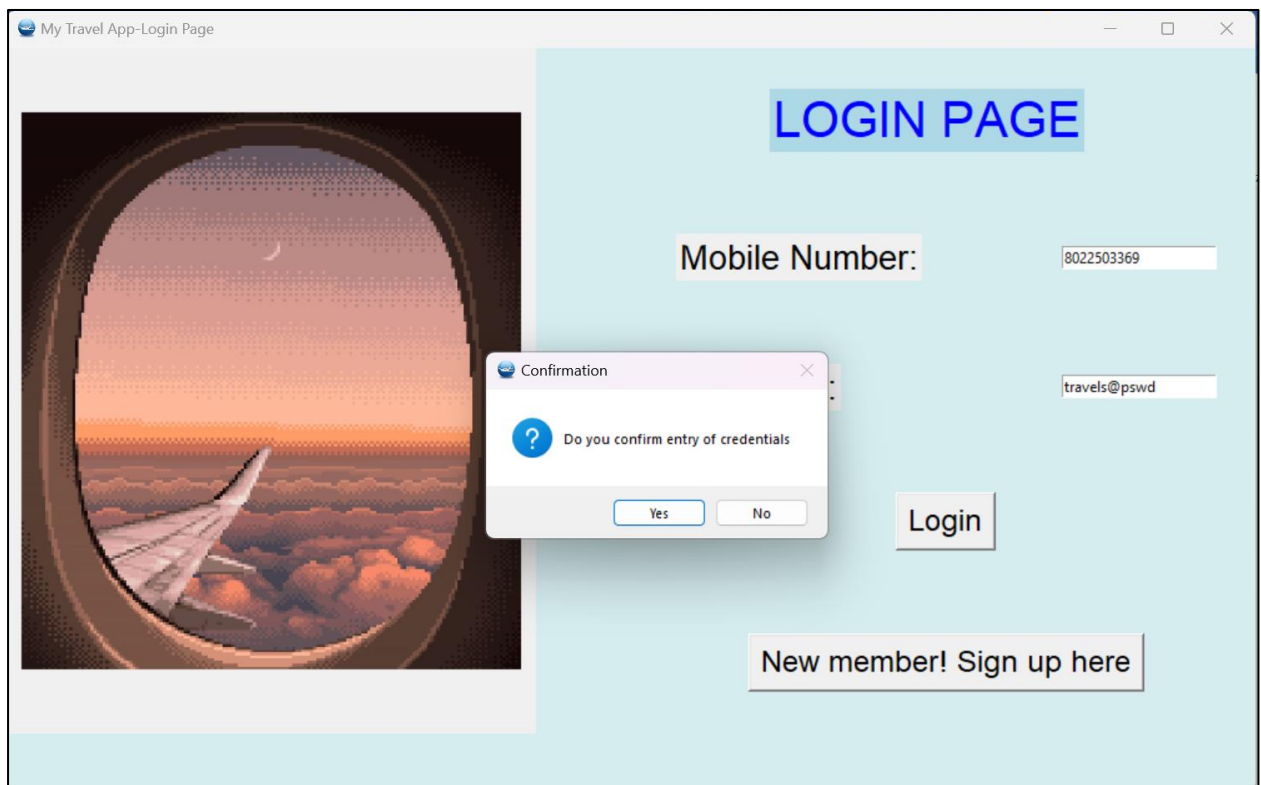 My Travel App-Login Page
LOGIN PAGE
Mobile Number: 8022503369
Confirmation
: travels@pswd
Do you confirm entry of credentials
Yes No
Login
New member! Sign up here